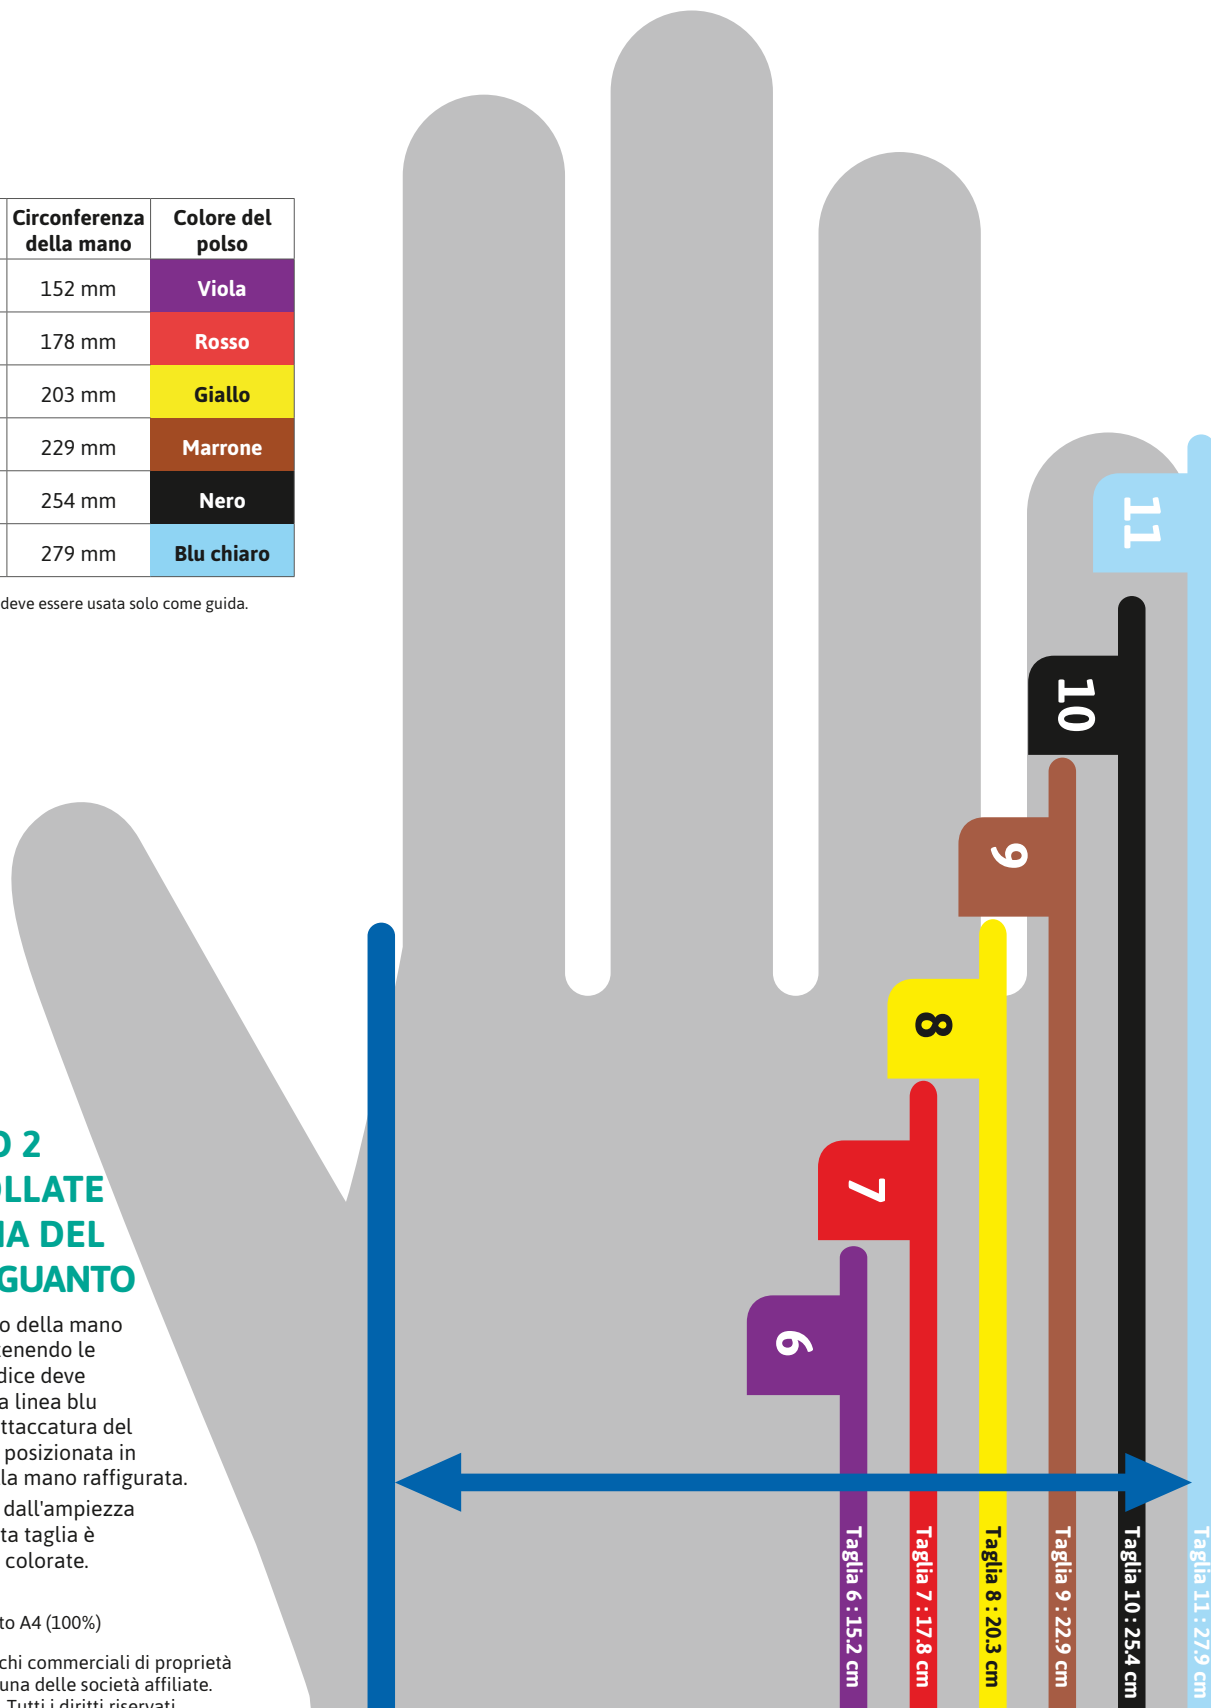 Circonferenza della mano
Colore del polso
152 mm
Viola
178 mm
Rosso
203 mm
Giallo
229 mm
Marrone
254 mm
Nero
279 mm
Blu chiaro
deve essere usata solo come guida.
11
10
9
8
7
6
O 2
OLLATE
IA DEL
GUANTO
o della mano
tenendo le
dice deve
a linea blu
ttaccatura del
posizionata in
lla mano raffigurata.
dall'ampiezza
ta taglia è
colorate.
to A4 (100%)
chi commerciali di proprietà
una delle società affiliate.
Tutti i diritti riservati
Taglia 6 : 15.2 cm
Taglia 7 : 17.8 cm
Taglia 8 : 20.3 cm
Taglia 9 : 22.9 cm
Taglia 10 : 25.4 cm
Taglia 11 : 27.9 cm